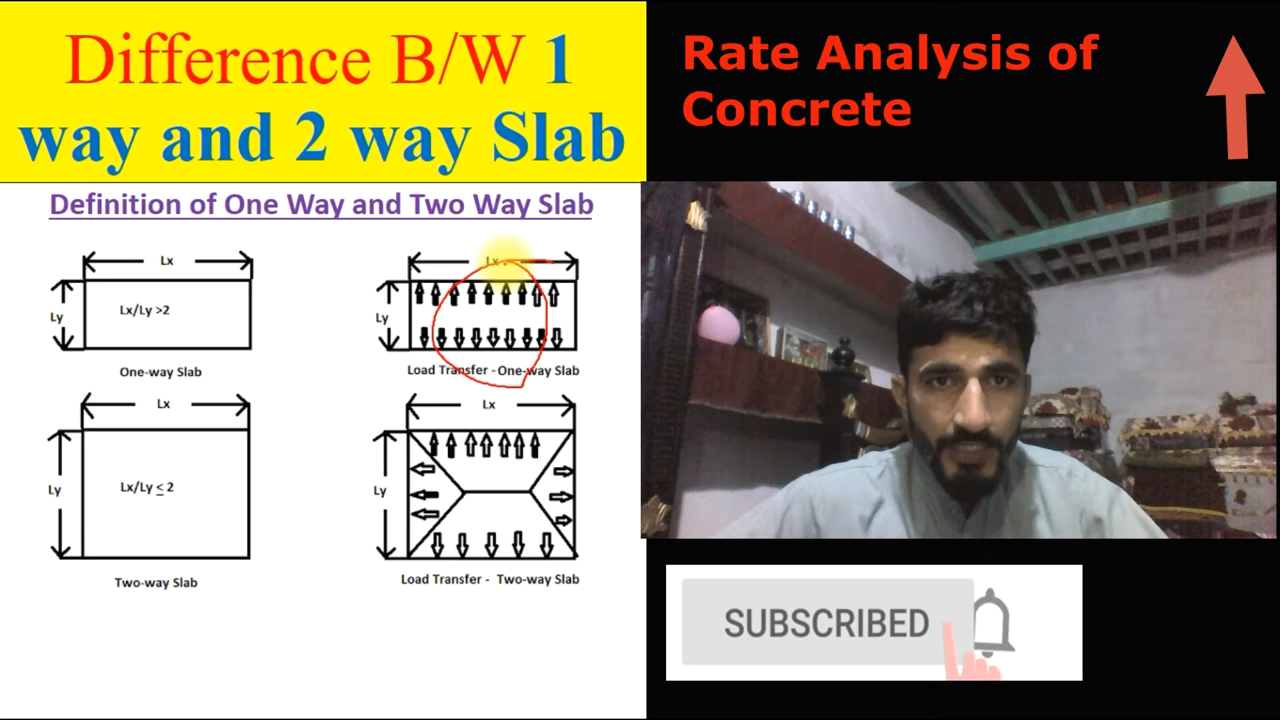 Difference B/W 1
way and 2 way Slab
Rate Analysis of
Concrete
Definition of One Way and Two Way Slab
Lx
Ly
Lx/Ly >2
One-way Slab
Lx
Ly
Load Transfer - One-way Slab
Lx
Ly
Lx/Ly ≤ 2
Two-way Slab
Lx
Ly
Load Transfer - Two-way Slab
SUBSCRIBED